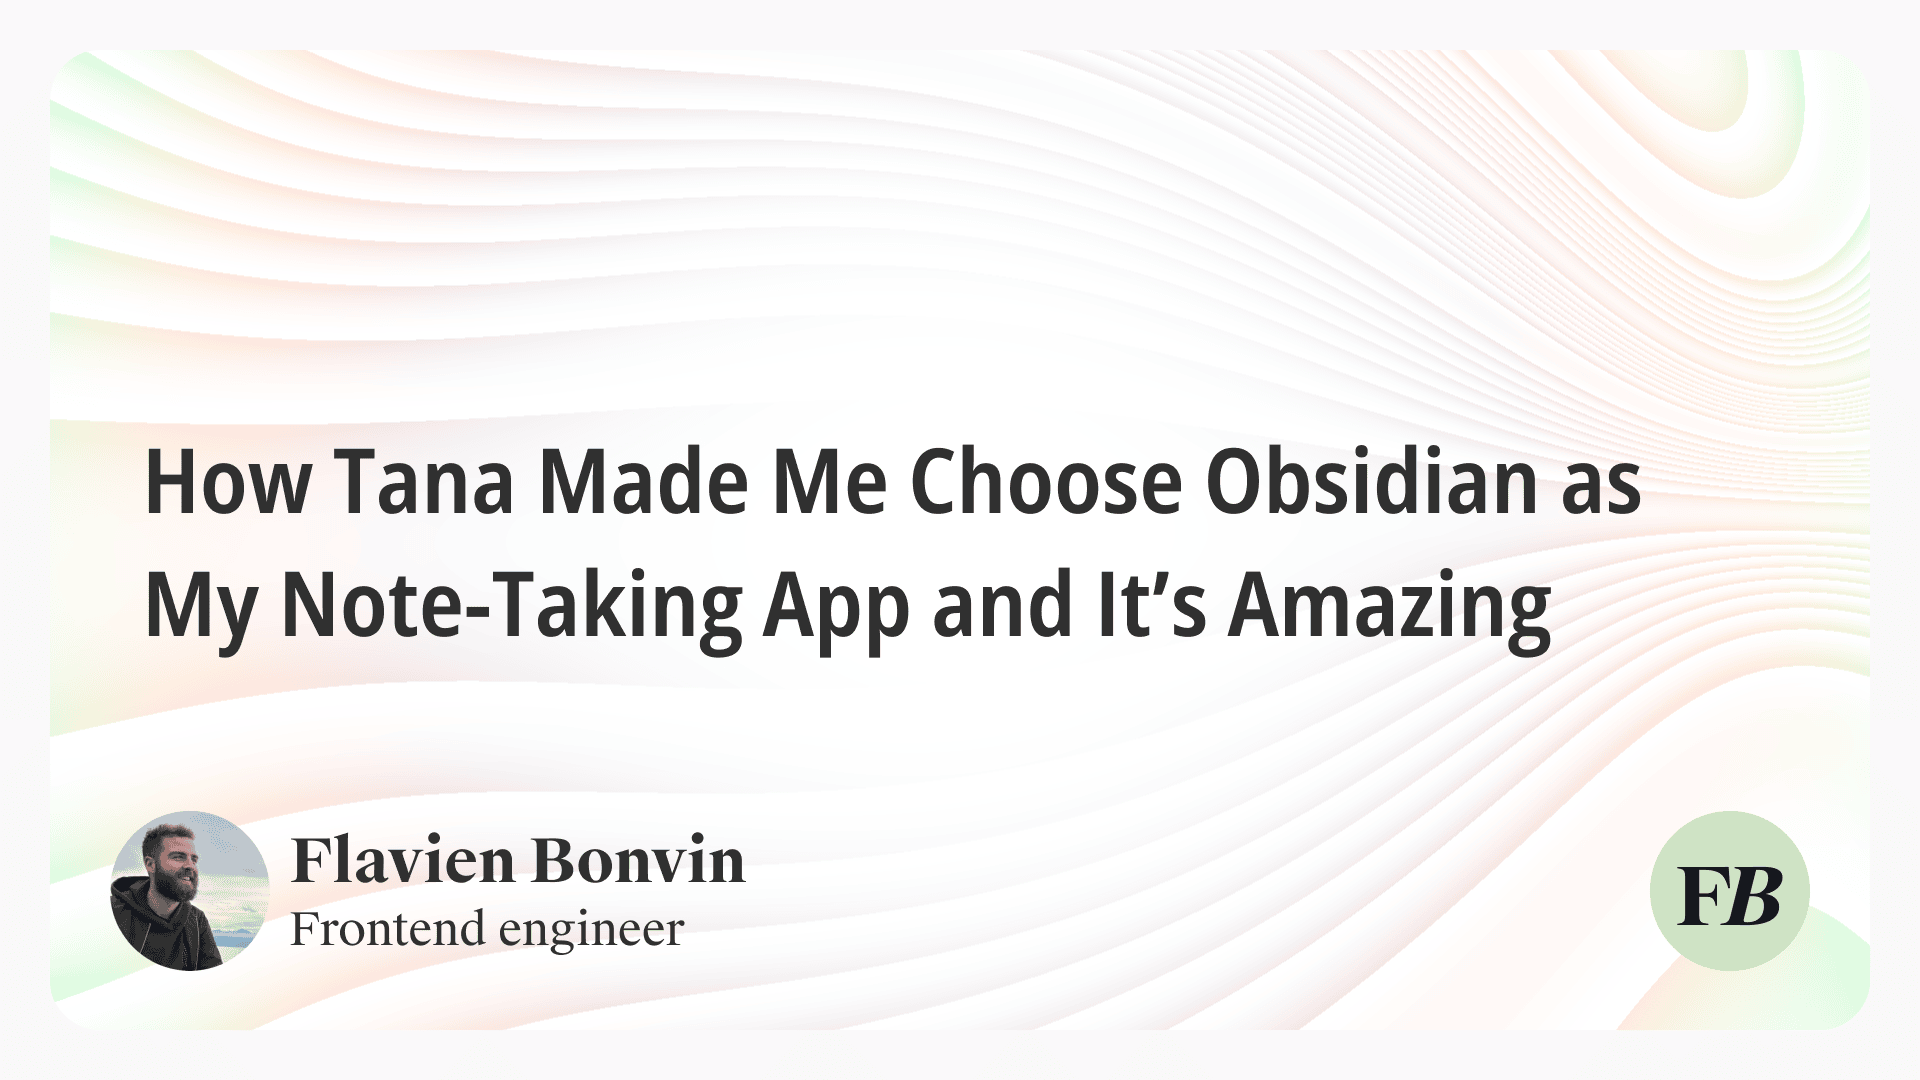 How Tana Made Me Choose Obsidian as
My Note-Taking App and It’s Amazing
Flavien Bonvin
Frontend engineer
FB